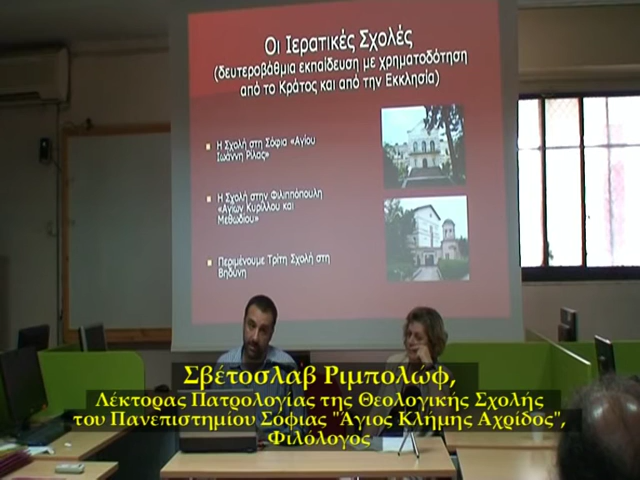 Οι Ιερατικές Σχολές
(δευτεροβάθμια εκπαίδευση με χρηματοδότηση
από το Κράτος και από την Εκκλησία)
Η Σχολή στη Σόφια «Αγίου
Ιωάννη Ρίλας»
Η Σχολή στην Φιλιππόπουλη
«Αγίων Κυρίλλου και
Μεθωδίου»
Περιμένουμε Τρίτη Σχολή στη
Βηδύνη
Σβέτοσλαβ Ριμπολώφ,
Λέκτορας Πατρολογίας της Θεολογικής Σχολής
του Πανεπιστημίου Σόφιας "Άγιος Κλήμης Αχρίδος",
Φιλόλογος